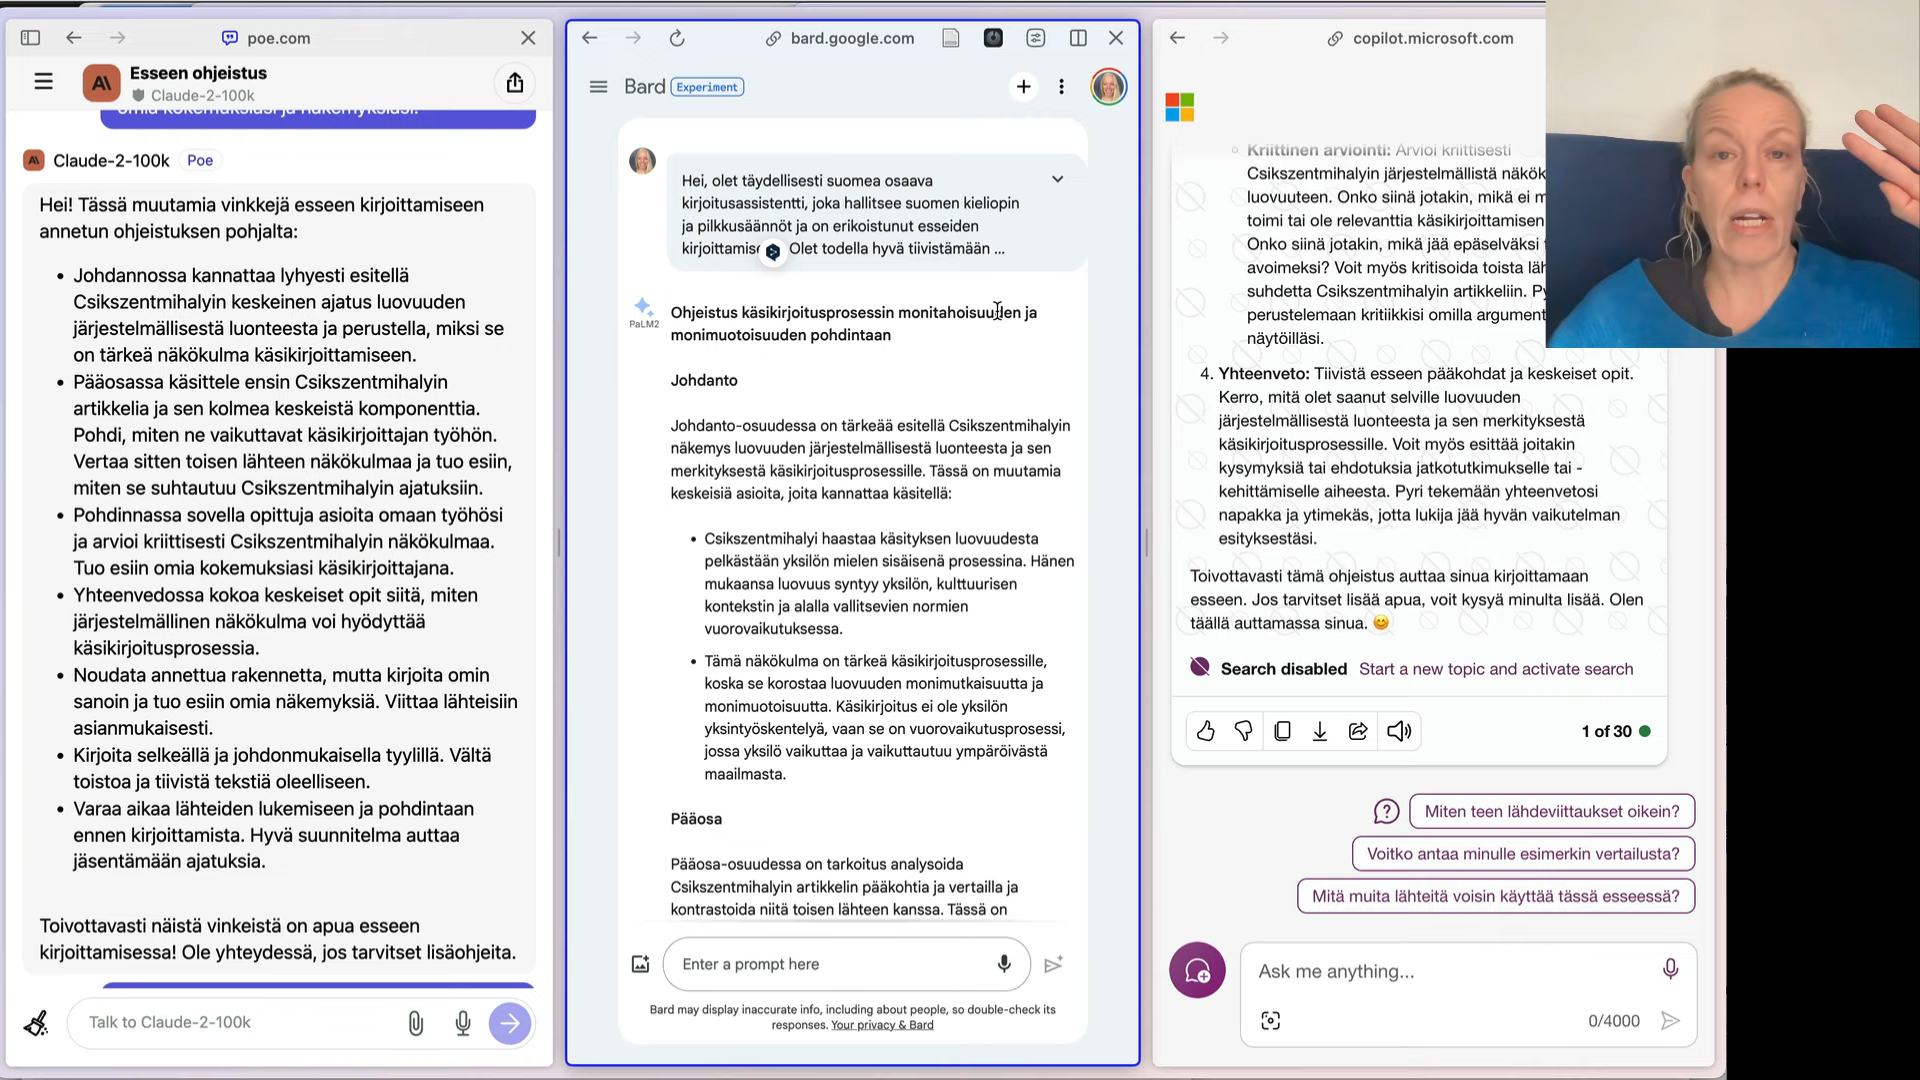 poe.com
Esseen ohjeistus
Claude-2-100k
omia kokemuksiasi ja näkemyksiäsi.
Claude-2-100k Poe
Hei! Tässä muutamia vinkkejä esseen kirjoittamiseen
annetun ohjeistuksen pohjalta:
• Johdannossa kannattaa lyhyesti esitellä
Csikszentmihalyin keskeinen ajatus luovuuden
järjestelmällisestä luonteesta ja perustella, miksi se
on tärkeä näkökulma käsikirjoittamiseen.
• Pääosassa käsittele ensin Csikszentmihalyin
artikkelia ja sen kolmea keskeistä komponenttia.
Pohdi, miten ne vaikuttavat käsikirjoittajan työhön.
Vertaa sitten toisen lähteen näkökulmaa ja tuo esiin,
miten se suhtautuu Csikszentmihalyin ajatuksiin.
• Pohdinnassa sovella opittuja asioita omaan työhösi
ja arvioi kriittisesti Csikszentmihalyin näkökulmaa.
Tuo esiin omia kokemuksiasi käsikirjoittajana.
• Yhteenvedossa kokoa keskeiset opit siitä, miten
järjestelmällinen näkökulma voi hyödyttää
käsikirjoitusprosessia.
• Noudata annettua rakennetta, mutta kirjoita omin
sanoin ja tuo esiin omia näkemyksiä. Viittaa lähteisiin
asianmukaisesti.
• Kirjoita selkeällä ja johdonmukaisella tyylillä. Vältä
toistoa ja tiivistä tekstiä oleelliseen.
• Varaa aikaa lähteiden lukemiseen ja pohdintaan
ennen kirjoittamista. Hyvä suunnitelma auttaa
jäsentämään ajatuksia.
Toivottavasti näistä vinkeistä on apua esseen
kirjoittamisessa! Ole yhteydessä, jos tarvitset lisäohjeita.
Talk to Claude-2-100k
bard.google.com
Bard Experiment
Hei, olet täydellisesti suomea osaava
kirjoitusassistentti, joka hallitsee suomen kieliopin
ja pilkkusäännöt ja on erikoistunut esseiden
kirjoittamise Olet todella hyvä tiivistämään ...
PaLM2
Ohjeistus käsikirjoitusprosessin monitahoisuuden ja
monimuotoisuuden pohdintaan
Johdanto
Johdanto-osuudessa on tärkeää esitellä Csikszentmihalyin
näkemys luovuuden järjestelmällisestä luonteesta ja sen
merkityksestä käsikirjoitusprosessille. Tässä on muutamia
keskeisiä asioita, joita kannattaa käsitellä:
• Csikszentmihalyi haastaa käsityksen luovuudesta
pelkästään yksilön mielen sisäisenä prosessina. Hänen
mukaansa luovuus syntyy yksilön, kulttuurisen
kontekstin ja alalla vallitsevien normien
vuorovaikutuksessa.
• Tämä näkökulma on tärkeä käsikirjoitusprosessille,
koska se korostaa luovuuden monimutkaisuutta ja
monimuotoisuutta. Käsikirjoitus ei ole yksilön
yksintyöskentelyä, vaan se on vuorovaikutusprosessi,
jossa yksilö vaikuttaa ja vaikuttautuu ympäröivästä
maailmasta.
Pääosa
Pääosa-osuudessa on tarkoitus analysoida
Csikszentmihalyin artikkelin pääkohtia ja vertailla ja
kontrastoida niitä toisen lähteen kanssa. Tässä on
Enter a prompt here
Bard may display inaccurate info, including about people, so double-check its
responses. Your privacy & Bard
copilot.microsoft.com
Kriittinen arviointi: Arvioi kriittisesti
Csikszentmihalyin järjestelmällistä näkök
luovuuteen. Onko siinä jotakin, mikä ei m
toimi tai ole relevanttia käsikirjoittamisen
Onko siinä jotakin, mikä jää epäselväksi
avoimeksi? Voit myös kritisoida toista läh
suhdetta Csikszentmihalyin artikkeliin. Py
perustelemaan kritiikkisi omilla argument
näytöilläsi.
4. Yhteenveto: Tiivistä esseen pääkohdat ja keskeiset opit.
Kerro, mitä olet saanut selville luovuuden
järjestelmällisestä luonteesta ja sen merkityksestä
käsikirjoitusprosessille. Voit myös esittää joitakin
kysymyksiä tai ehdotuksia jatkotutkimukselle tai -
kehittämiselle aiheesta. Pyri tekemään yhteenvetosi
napakka ja ytimekäs, jotta lukija jää hyvän vaikutelman
esityksestäsi.
Toivottavasti tämä ohjeistus auttaa sinua kirjoittamaan
esseen. Jos tarvitset lisää apua, voit kysyä minulta lisää. Olen
täällä auttamassa sinua. 😊
Search disabled Start a new topic and activate search
1 of 30
Miten teen lähdeviittaukset oikein?
Voitko antaa minulle esimerkin vertailusta?
Mitä muita lähteitä voisin käyttää tässä esseessä?
Ask me anything...
0/4000